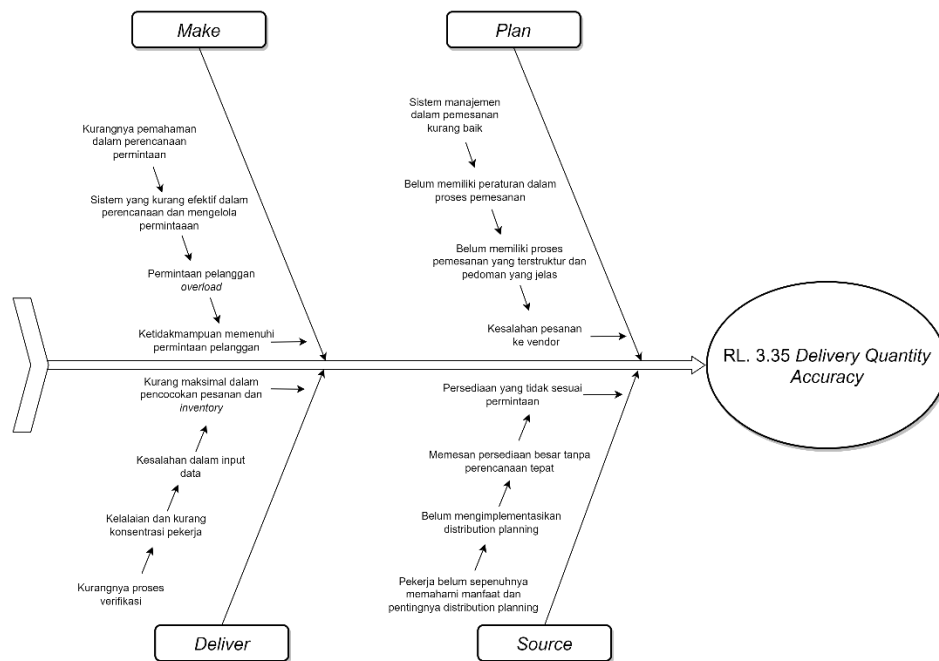 Make
Plan
Kurangnya pemahaman
dalam perencanaan
permintaan
Sistem yang kurang efektif dalam
perencanaan dan mengelola
permintaaan
Permintaan pelanggan
overload
Ketidakmampuan memenuhi
permintaan pelanggan
Sistem manajemen
dalam pemesanan
kurang baik
Belum memiliki peraturan dalam
proses pemesanan
Belum memiliki proses
pemesanan yang terstruktur dan
pedoman yang jelas
Kesalahan pesanan
ke vendor
RL. 3.35 Delivery Quantity
Accuracy
Kurang maksimal dalam
pencocokan pesanan dan
inventory
Kesalahan dalam input
data
Kelalaian dan kurang
konsentrasi pekerja
Kurangnya proses
verifikasi
Persediaan yang tidak sesuai
permintaan
Memesan persediaan besar tanpa
perencanaan tepat
Belum mengimplementasikan
distribution planning
Pekerja belum sepenuhnya
memahami manfaat dan
pentingnya distribution planning
Deliver
Source